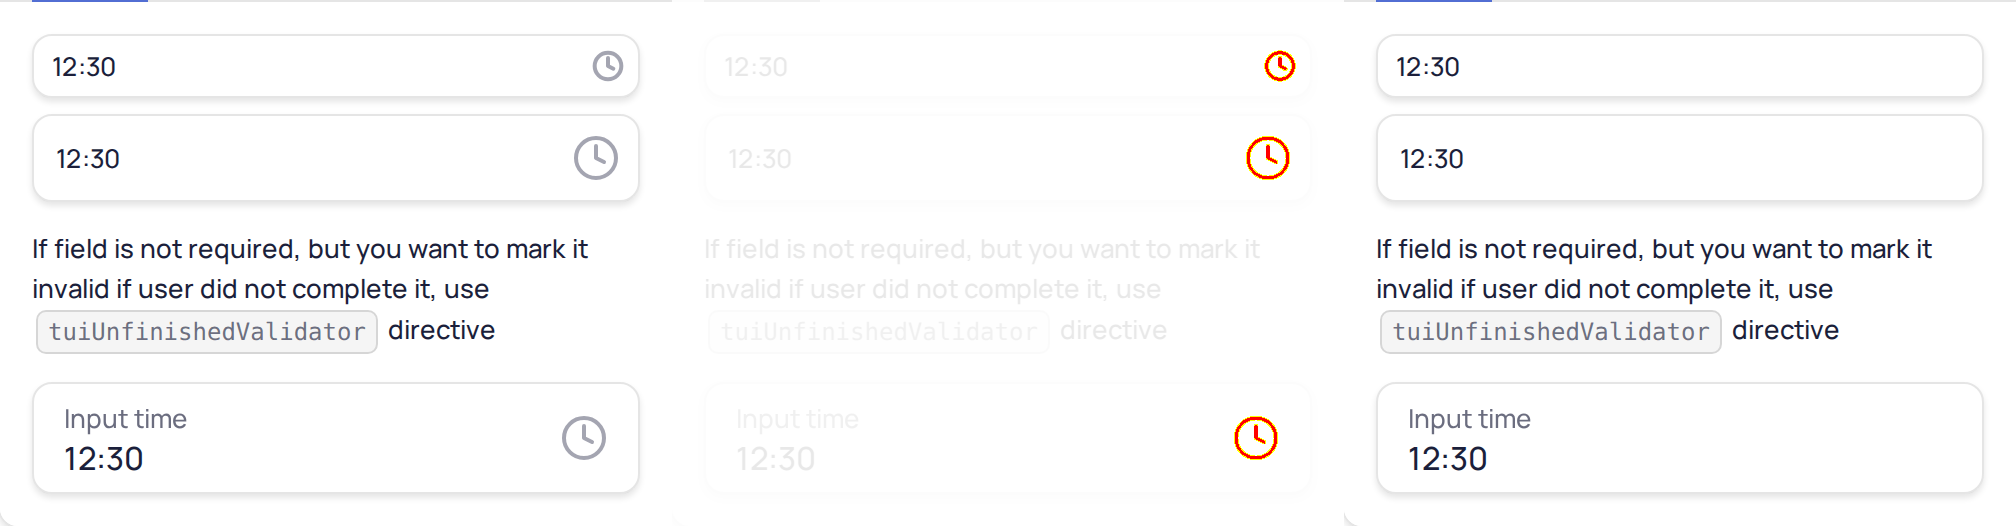 12:30
12:30
If field is not required, but you want to mark it
invalid if user did not complete it, use
tuiUnfinishedValidator directive
Input time
12:30
12:30
12:30
If field is not required, but you want to mark it
invalid if user did not complete it, use
tuiUnfinishedValidator directive
Input time
12:30
12:30
12:30
If field is not required, but you want to mark it
invalid if user did not complete it, use
tuiUnfinishedValidator directive
Input time
12:30